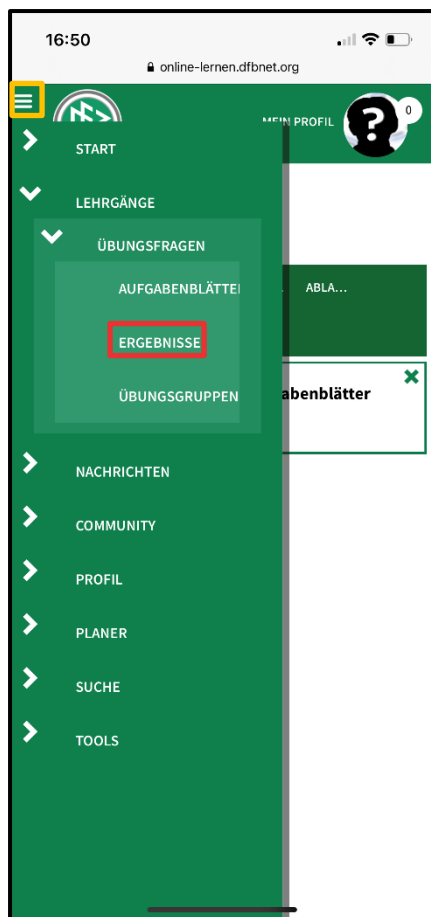 16:50
online-lernen.dfbnet.org
MEIN PROFIL
?
0
START
LEHRGÄNGE
ÜBUNGSFRAGEN
AUFGABENBLÄTTE
ABLA...
ERGEBNISSE
ÜBUNGSGRUPPEN
abenblätter
NACHRICHTEN
COMMUNITY
PROFIL
PLANER
SUCHE
TOOLS